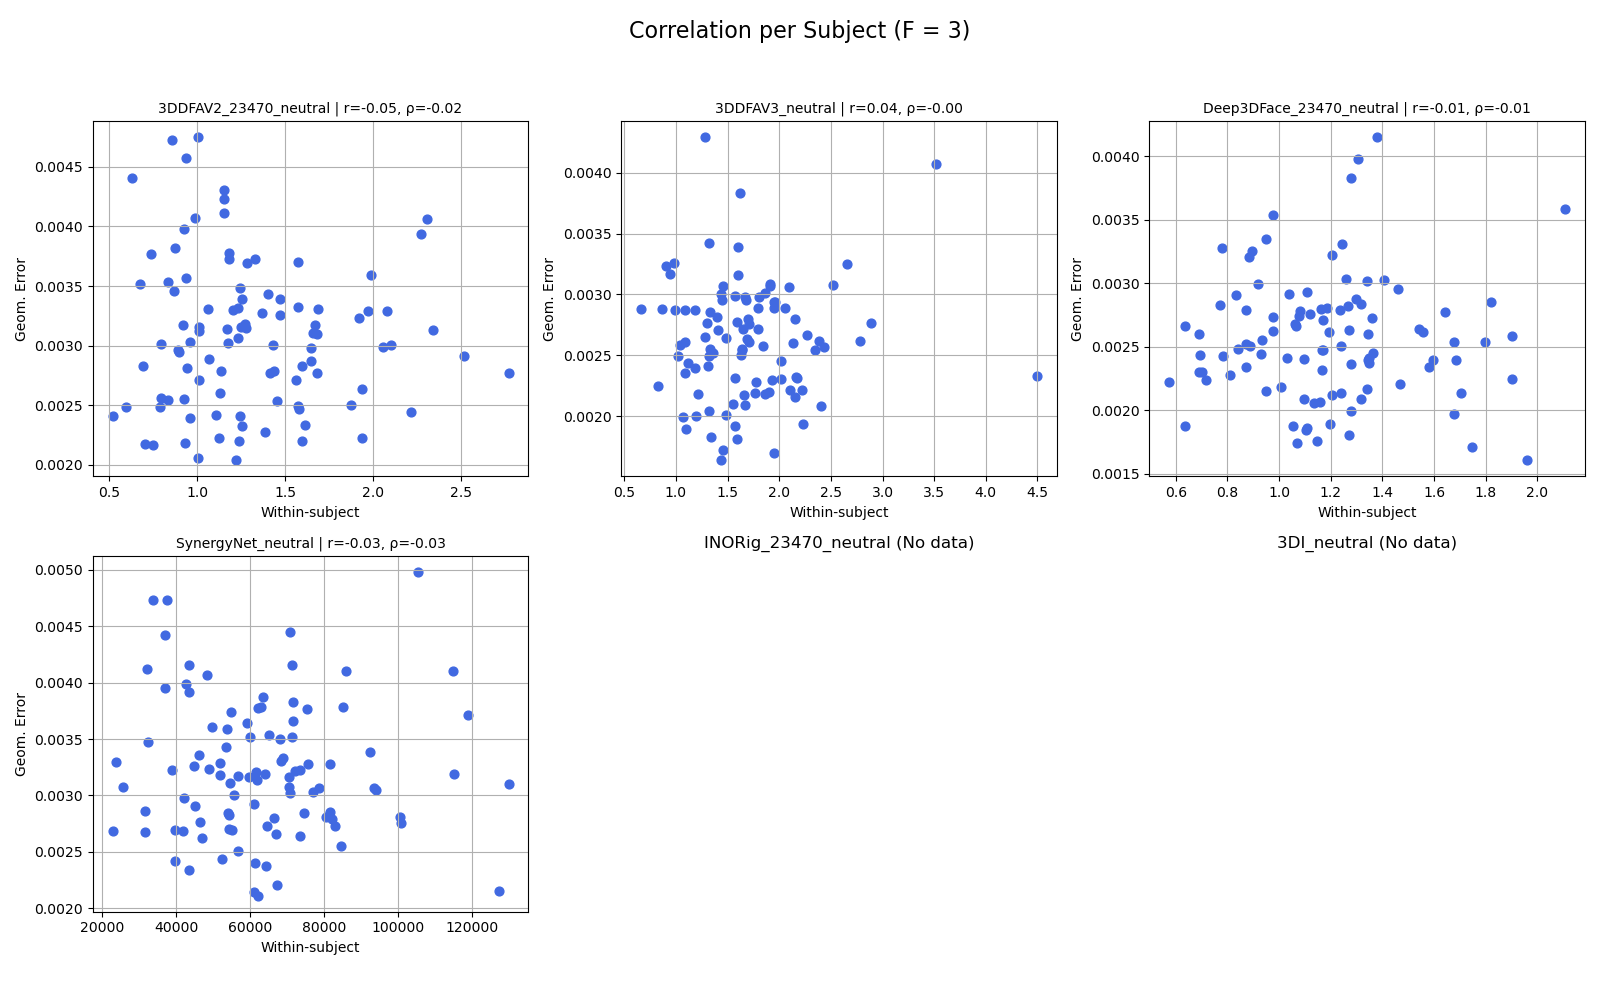 Correlation per Subject (F = 3)
3DDFAV2_23470_neutral | r=-0.05, ρ=-0.02
Geom. Error
0.0045
0.0040
0.0035
0.0030
0.0025
0.0020
0.5 1.0 1.5 2.0 2.5
Within-subject
3DDFAV3_neutral | r=0.04, ρ=-0.00
Geom. Error
0.0040
0.0035
0.0030
0.0025
0.0020
0.5 1.0 1.5 2.0 2.5 3.0 3.5 4.0 4.5
Within-subject
Deep3DFace_23470_neutral | r=-0.01, ρ=-0.01
Geom. Error
0.0040
0.0035
0.0030
0.0025
0.0020
0.0015
0.6 0.8 1.0 1.2 1.4 1.6 1.8 2.0
Within-subject
SynergyNet_neutral | r=-0.03, ρ=-0.03
Geom. Error
0.0050
0.0045
0.0040
0.0035
0.0030
0.0025
0.0020
20000 40000 60000 80000 100000 120000
Within-subject
INORig_23470_neutral (No data)
3DI_neutral (No data)